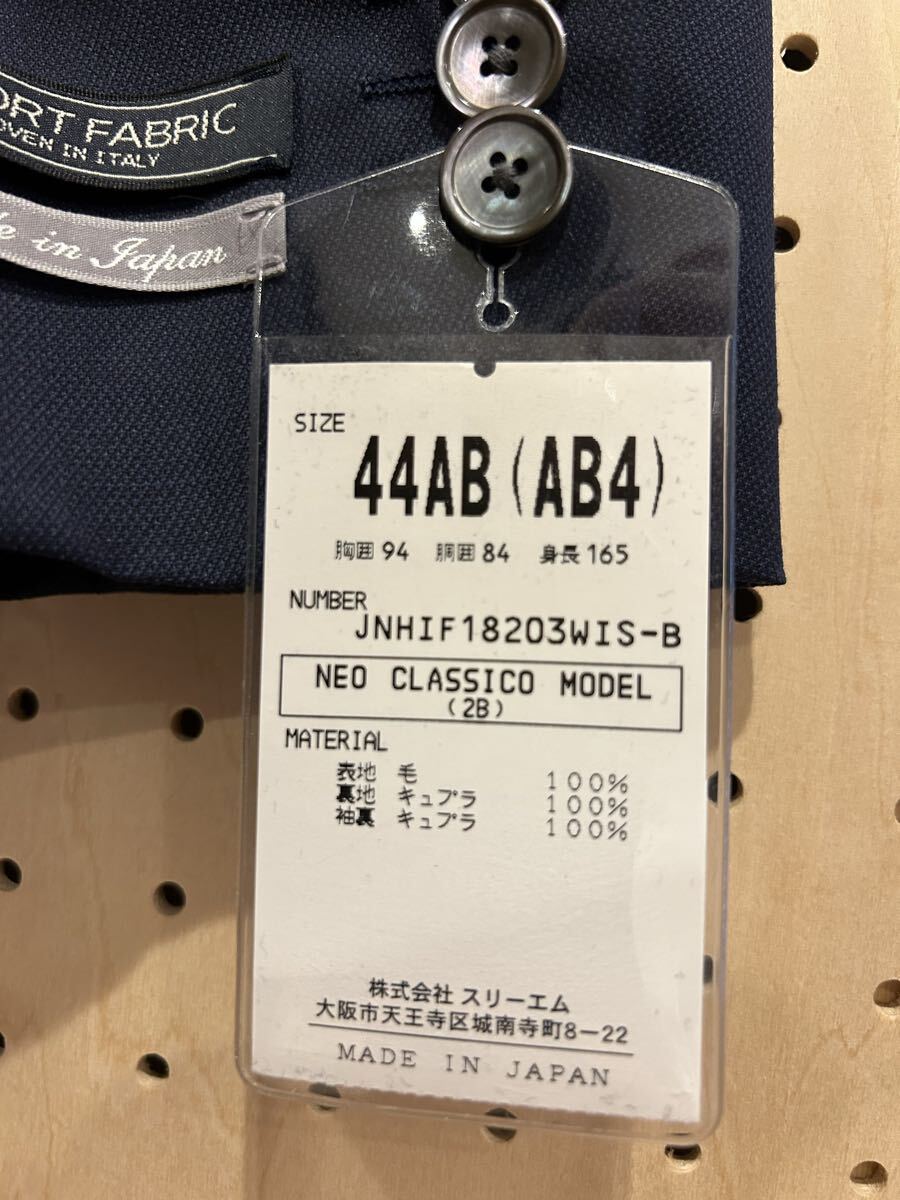 FABRIC
IN ITALY
in Japan
SIZE
44AB(AB4)
胸囲 94 胴囲 84 身長 165
NUMBER
JNHIF18203WIS-B
NEO CLASSICO MODEL
(2B)
MATERIAL
表地 毛 100%
裏地 キュプラ 100%
袖裏 キュプラ 100%
株式会社 スリーエム
大阪市天王寺区城南寺町8-22
MADE IN JAPAN